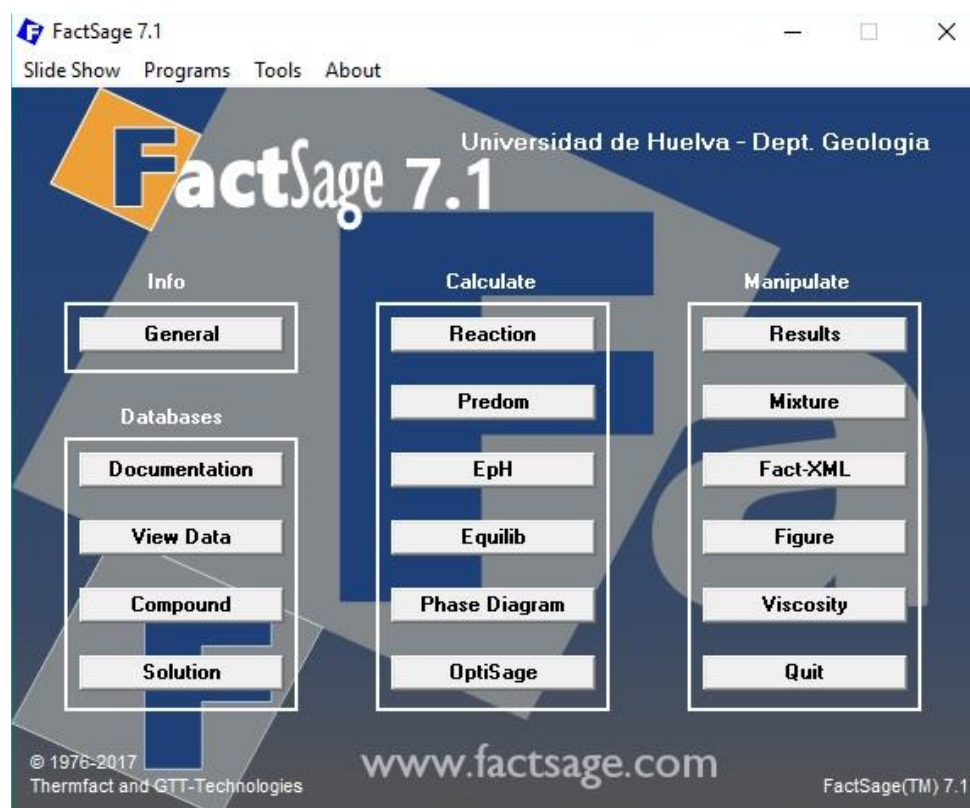 FactSage 7.1
Slide Show Programs Tools About
FactSage 7.1
Universidad de Huelva - Dept. Geologia
Info
General
Databases
Documentation
View Data
Compound
Solution
Calculate
Reaction
Predom
EpH
Equilib
Phase Diagram
OptiSage
Manipulate
Results
Mixture
Fact-XML
Figure
Viscosity
Quit
© 1976-2017
Thermfact and GTT-Technologies
www.factsage.com
FactSage(TM) 7.1